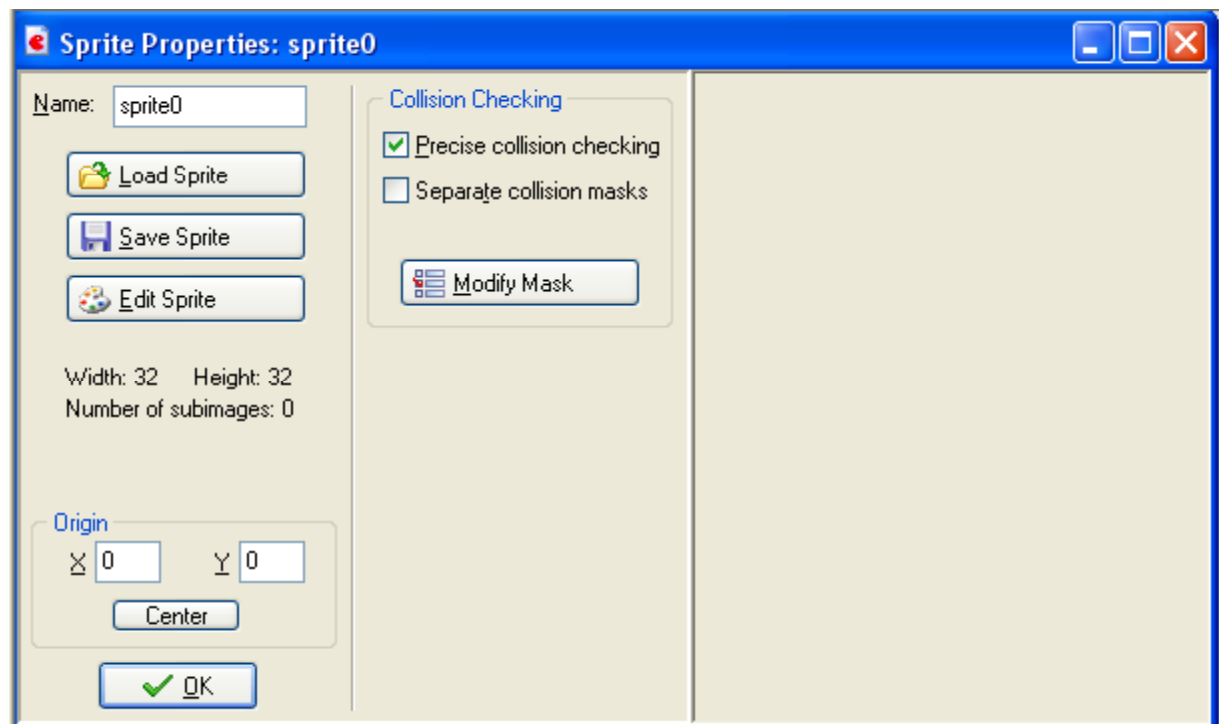 Sprite Properties: sprite0
Name: sprite0
Load Sprite
Save Sprite
Edit Sprite
Width: 32 Height: 32
Number of subimages: 0
Origin
X 0 Y 0
Center
OK
Collision Checking
Precise collision checking
Separate collision masks
Modify Mask